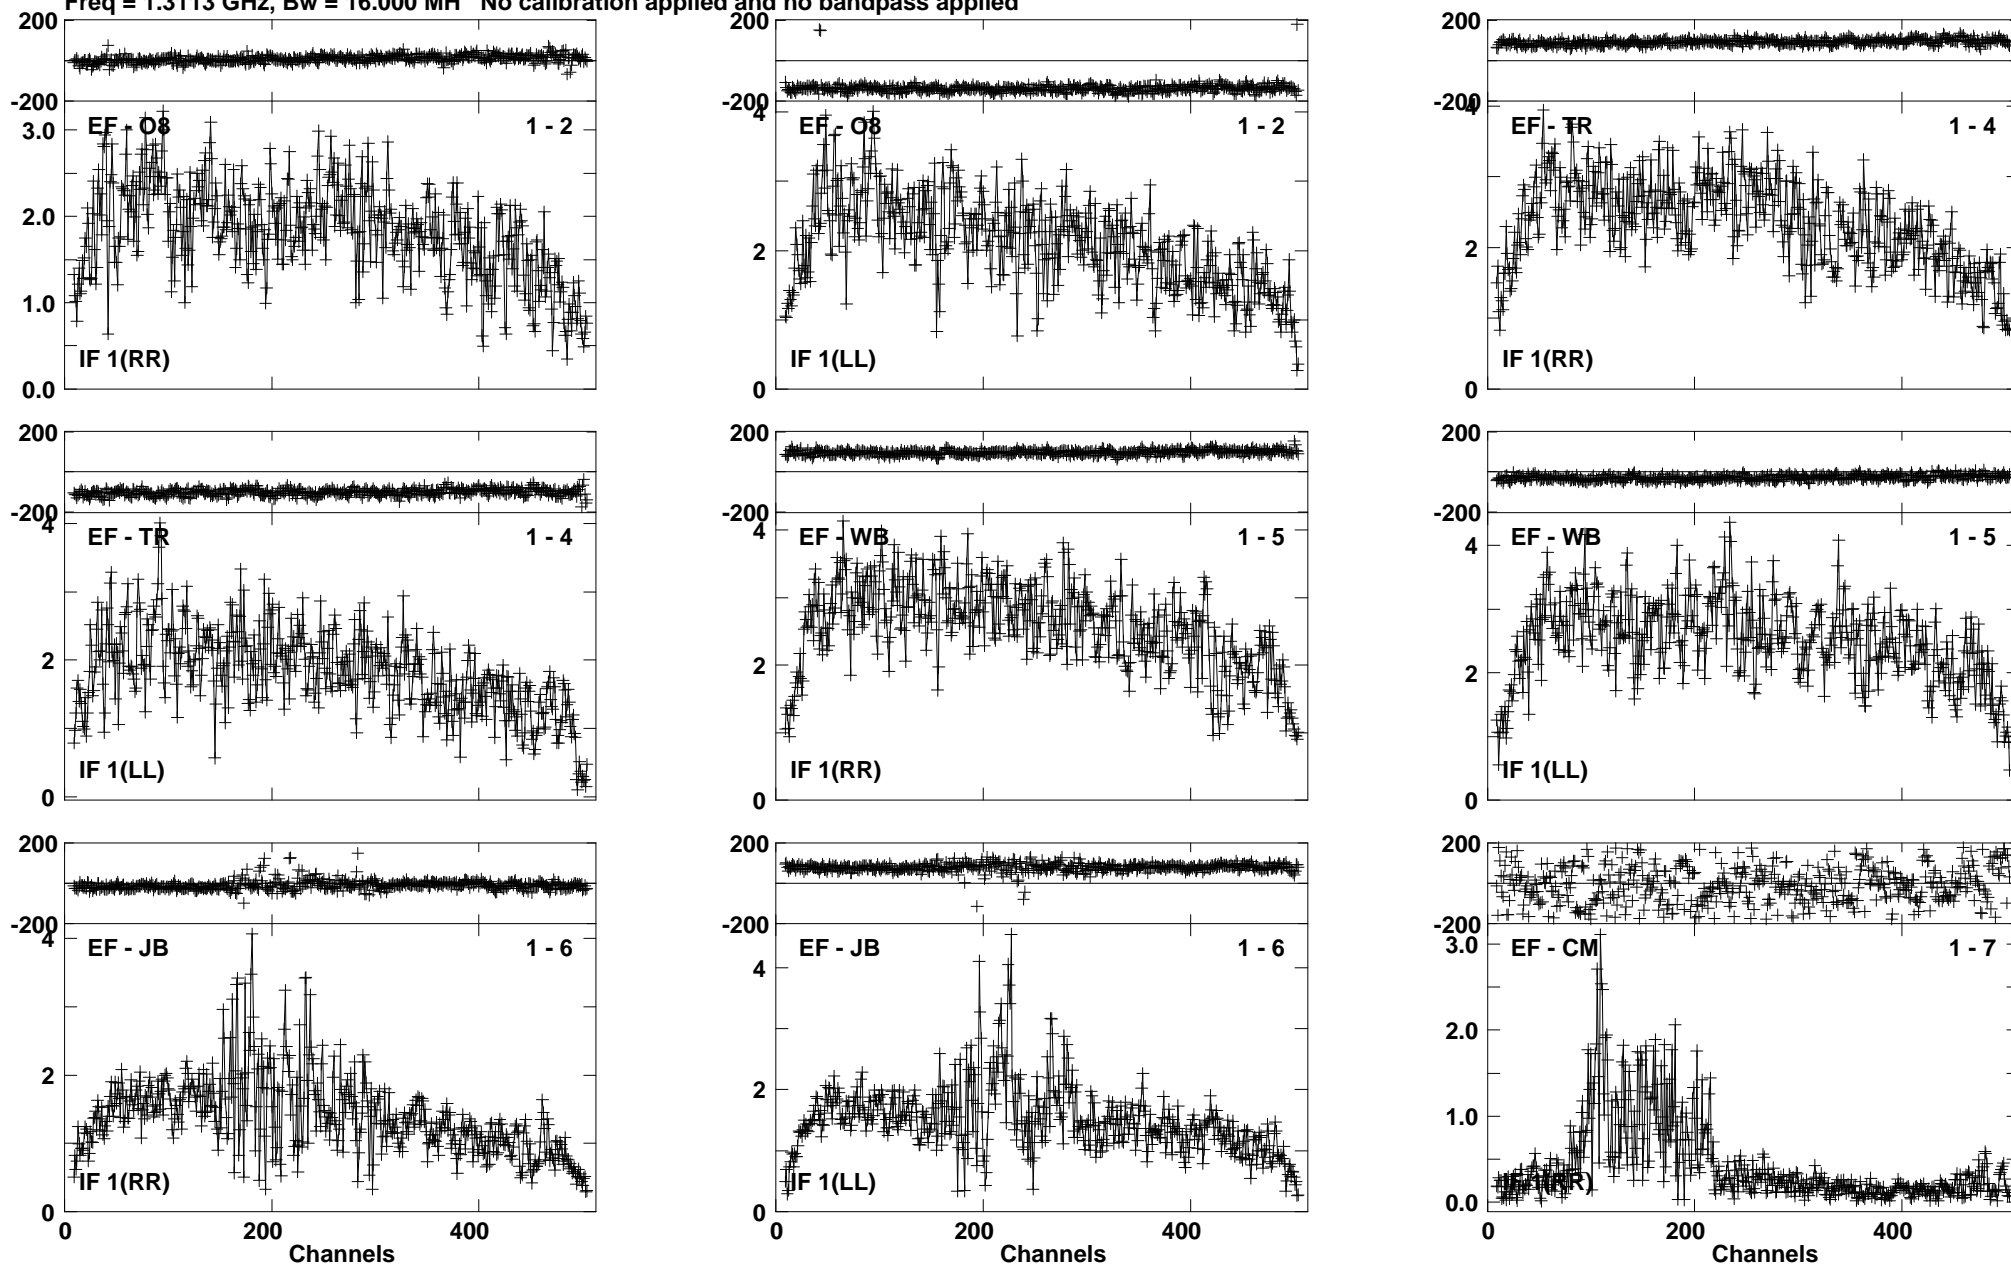 Freq = 1.3113 GHz, Bw = 16.000 MH No calibration applied and no bandpass applied
200
-200
EF - O8 1 - 2
3.0
2.0
1.0
0.0
IF 1(RR)
200
-200
EF - O8 1 - 2
4
2
0
IF 1(LL)
200
-200
EF - TR 1 - 4
4
2
0
IF 1(RR)
200
-200
EF - TR 1 - 4
4
2
0
IF 1(LL)
200
-200
EF - WB 1 - 5
4
2
0
IF 1(RR)
200
-200
EF - WB 1 - 5
4
2
0
IF 1(LL)
200
-200
EF - JB 1 - 6
4
2
0
IF 1(RR)
0 200 400
Channels
200
-200
EF - JB 1 - 6
4
2
0
IF 1(LL)
0 200 400
Channels
200
-200
EF - CM 1 - 7
3.0
2.0
1.0
0.0
IF 1(RR)
0 200 400
Channels